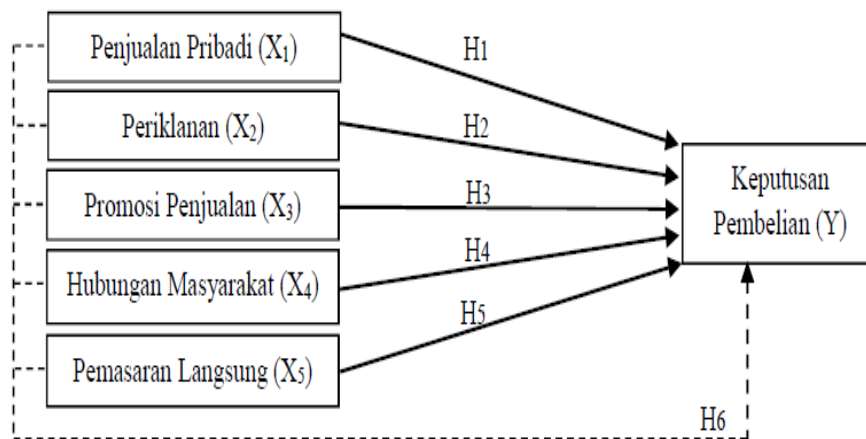 Penjualan Pribadi (X₁)
H1
Periklanan (X₂)
H2
Promosi Penjualan (X₃)
H3
Hubungan Masyarakat (X₄)
H4
Pemasaran Langsung (X₅)
H5
Keputusan
Pembelian (Y)
H6